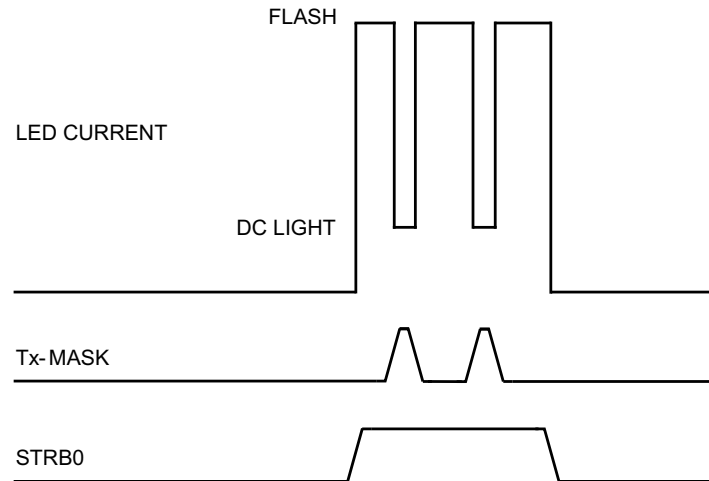 FLASH
LED CURRENT
DC LIGHT
Tx-MASK
STRB0